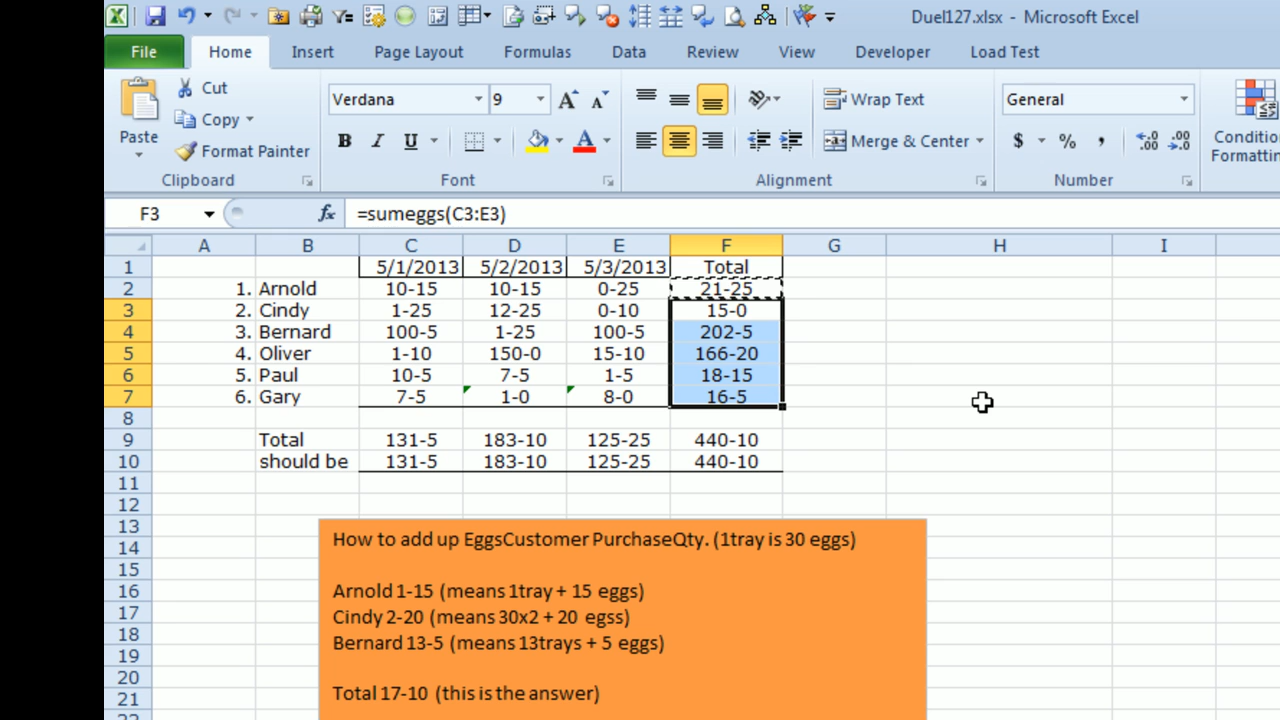 Duel127.xlsx - Microsoft Excel
File Home Insert Page Layout Formulas Data Review View Developer Load Test
Paste Cut Copy Format Painter
Verdana 9
B I U A
Wrap Text
Merge & Center
General
$ % ,
Conditio
Formatting
Clipboard Font Alignment Number
F3 fx =sumeggs(C3:E3)
A B C D E F G H I
1 5/1/2013 5/2/2013 5/3/2013 Total
2 1. Arnold 10-15 10-15 0-25 21-25
3 2. Cindy 1-25 12-25 0-10 15-0
4 3. Bernard 100-5 1-25 100-5 202-5
5 4. Oliver 1-10 150-0 15-10 166-20
6 5. Paul 10-5 7-5 1-5 18-15
7 6. Gary 7-5 1-0 8-0 16-5
8
9 Total 131-5 183-10 125-25 440-10
10 should be 131-5 183-10 125-25 440-10
11
12
13
14
15
16
17
18
19
20
21
How to add up EggsCustomer PurchaseQty. (1tray is 30 eggs)
Arnold 1-15 (means 1tray + 15 eggs)
Cindy 2-20 (means 30x2 + 20 egss)
Bernard 13-5 (means 13trays + 5 eggs)
Total 17-10 (this is the answer)